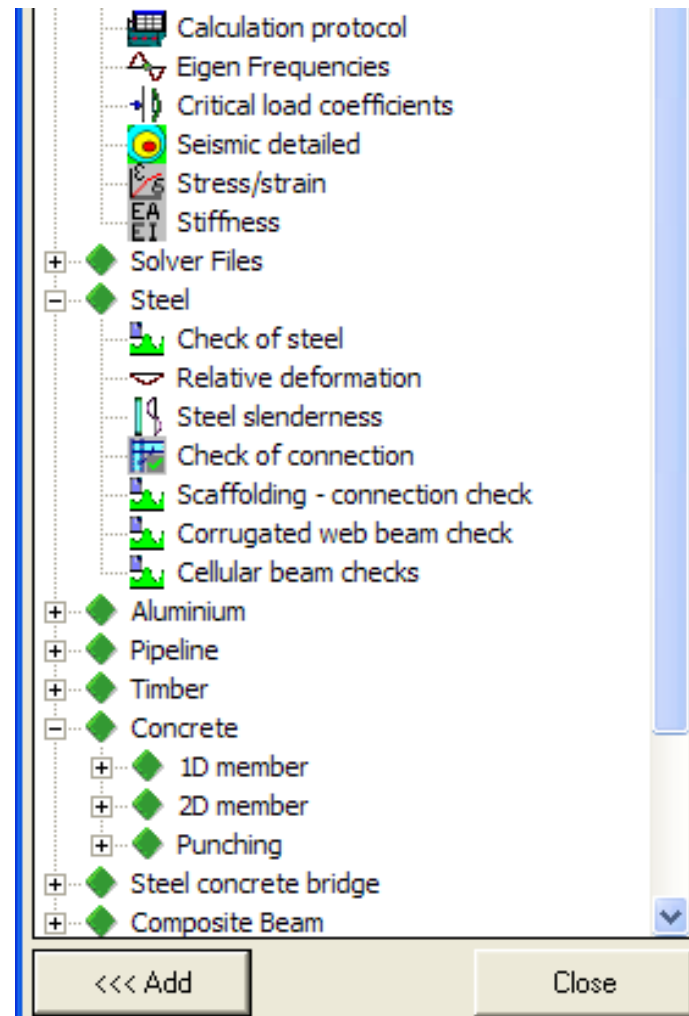 Calculation protocol
Eigen Frequencies
Critical load coefficients
Seismic detailed
Stress/strain
EA
EI Stiffness
Solver Files
Steel
Check of steel
Relative deformation
Steel slenderness
Check of connection
Scaffolding - connection check
Corrugated web beam check
Cellular beam checks
Aluminium
Pipeline
Timber
Concrete
1D member
2D member
Punching
Steel concrete bridge
Composite Beam
<<< Add Close